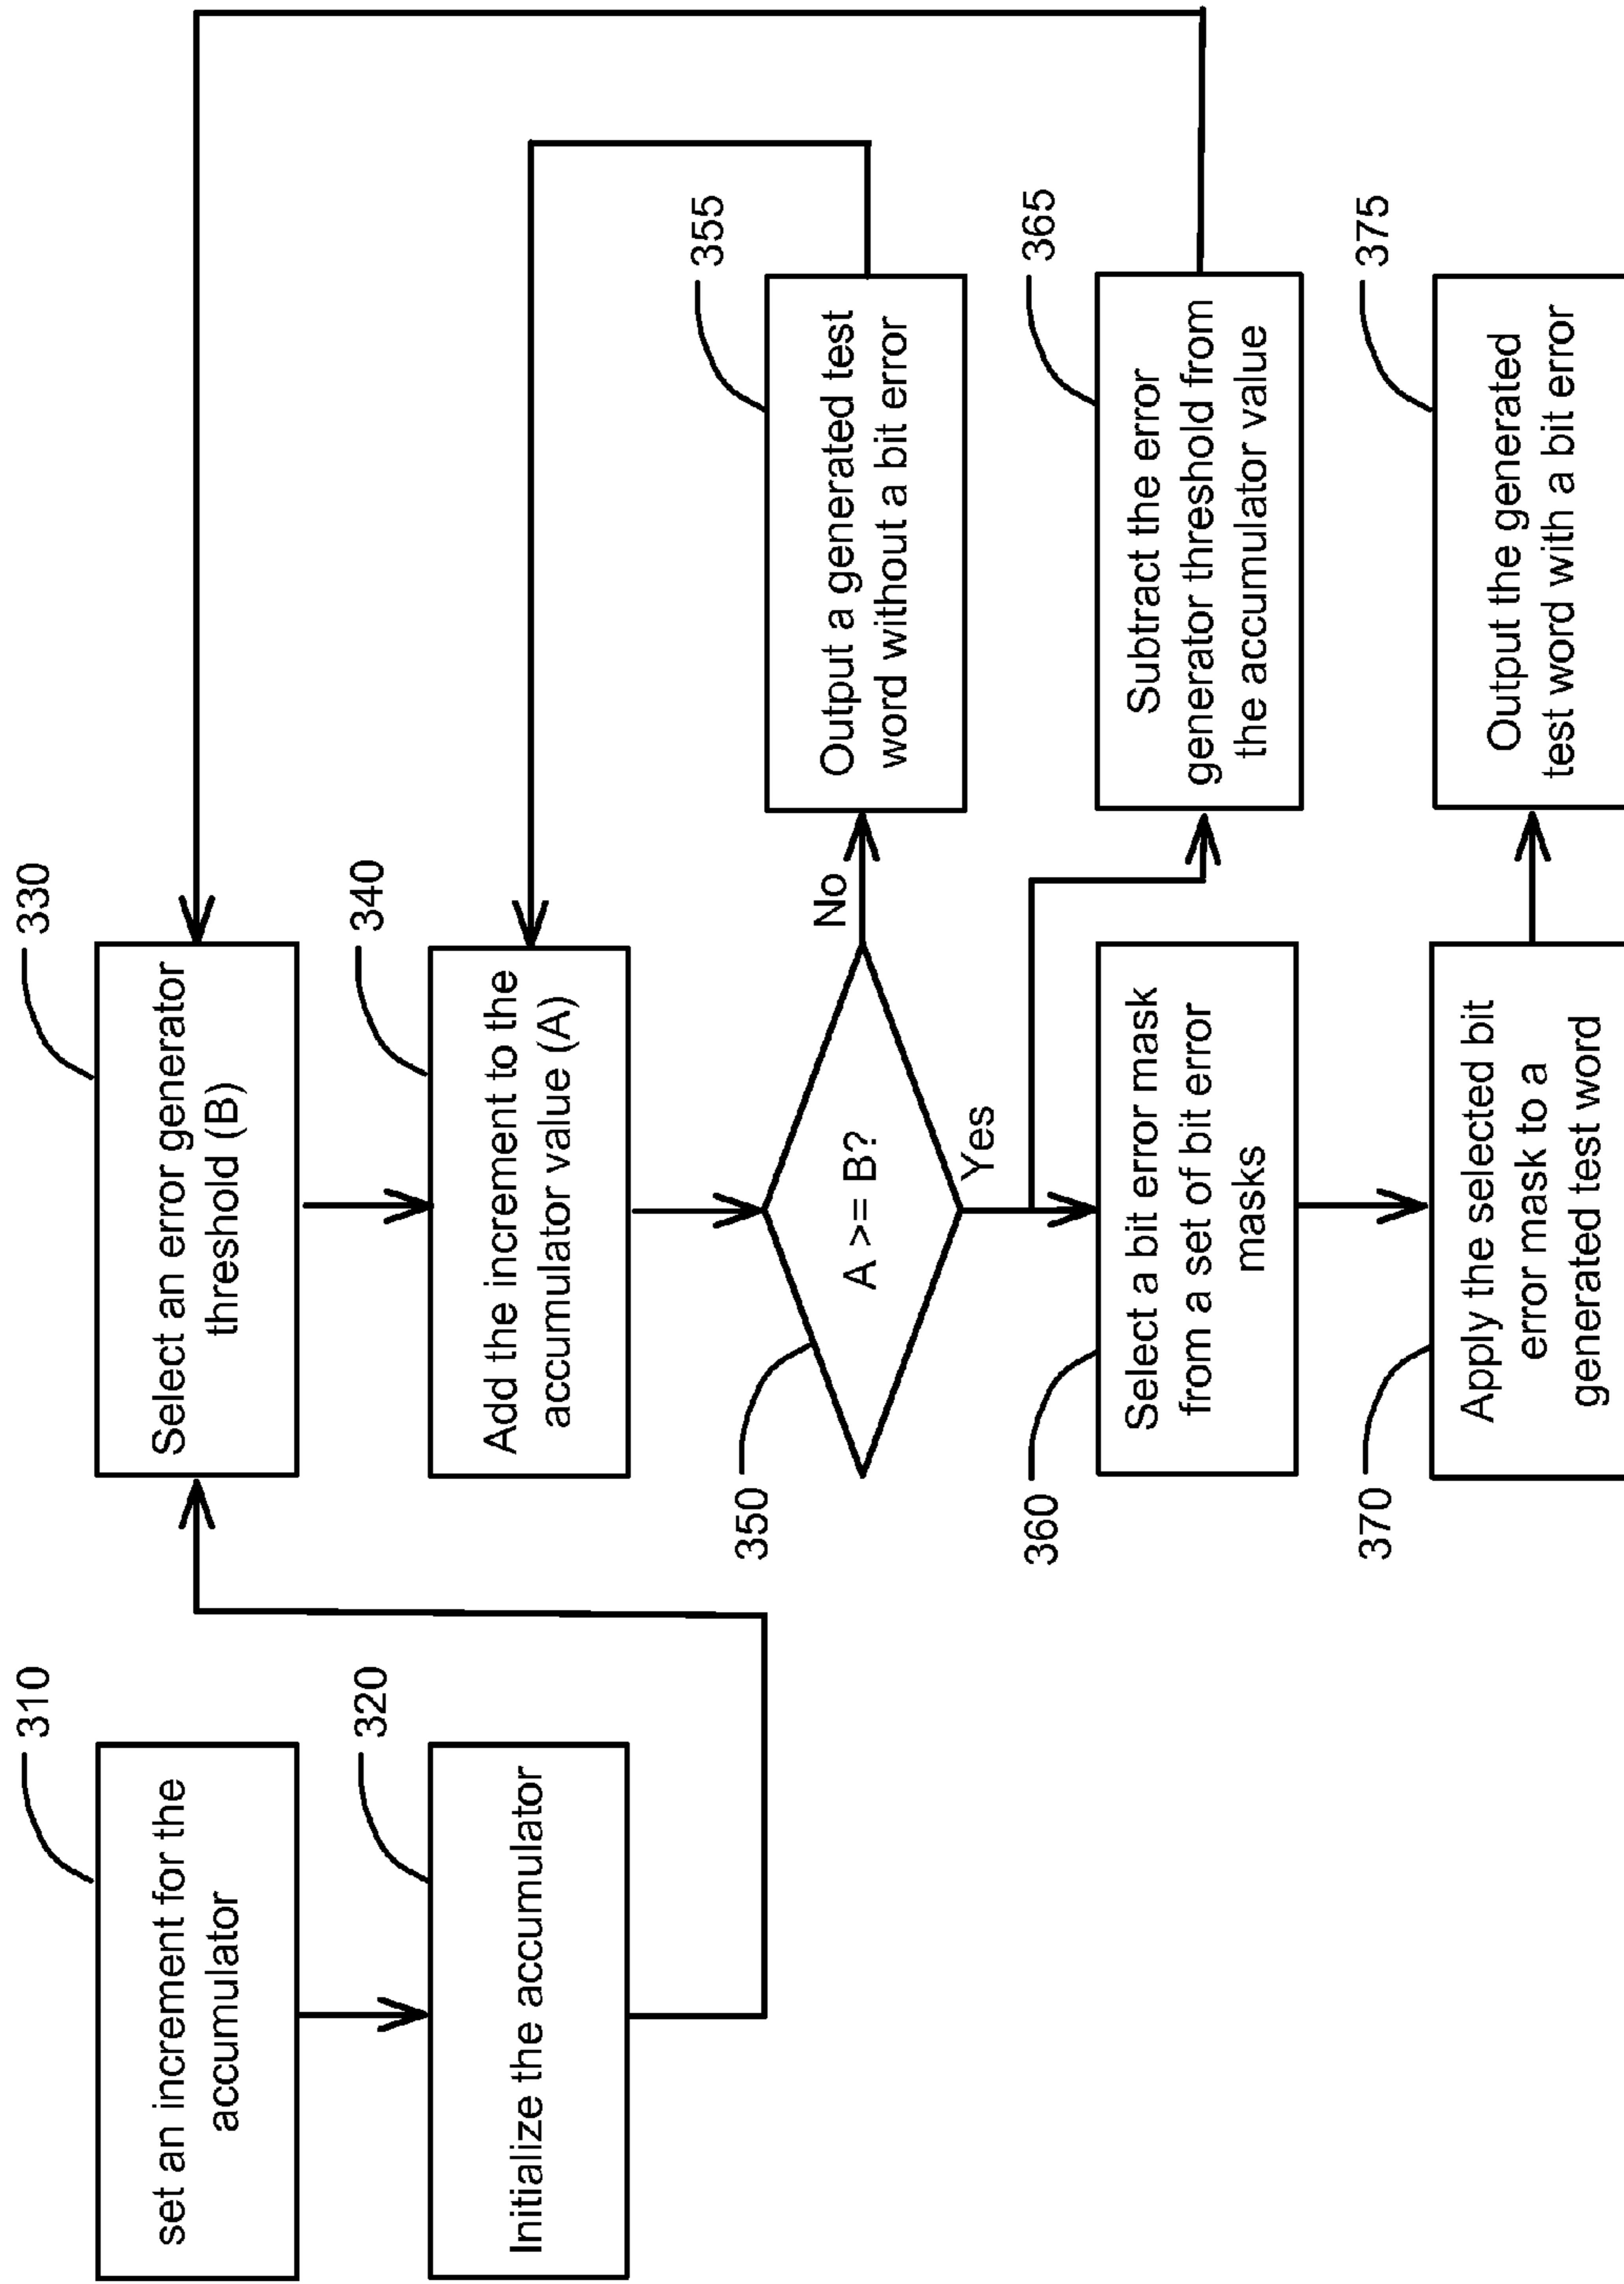 310
set an increment for the
accumulator
320
Initialize the accumulator
330
Select an error generator
threshold (B)
340
Add the increment to the
accumulator value (A)
350
A >= B?
No
Yes
355
Output a generated test
word without a bit error
360
Select a bit error mask
from a set of bit error
masks
365
Subtract the error
generator threshold from
the accumulator value
370
Apply the selected bit
error mask to a
generated test word
375
Output the generated
test word with a bit error